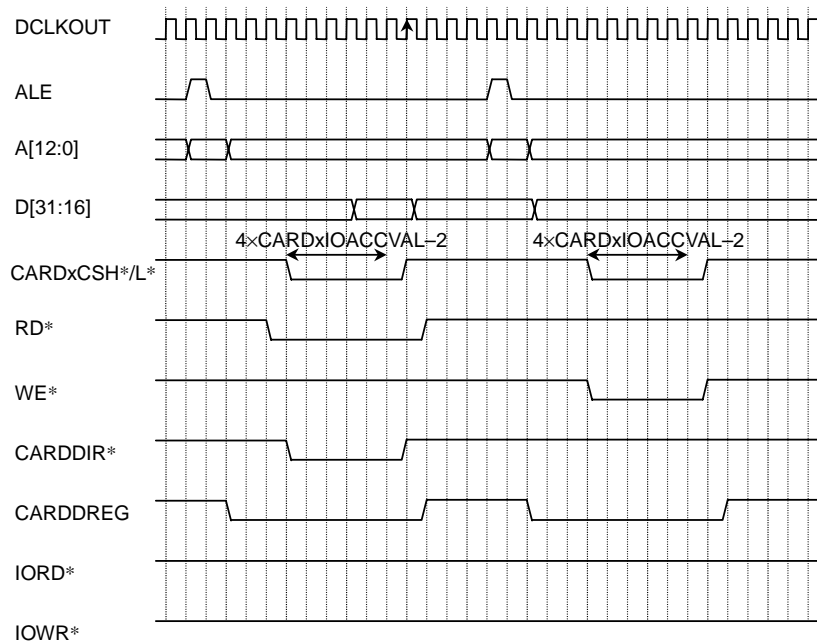 DCLKOUT
ALE
A[12:0]
D[31:16]
4×CARDxIOACCVAL–2 4×CARDxIOACCVAL–2
CARDxCSH*/L*
RD*
WE*
CARDDIR*
CARDDREG
IORD*
IOWR*